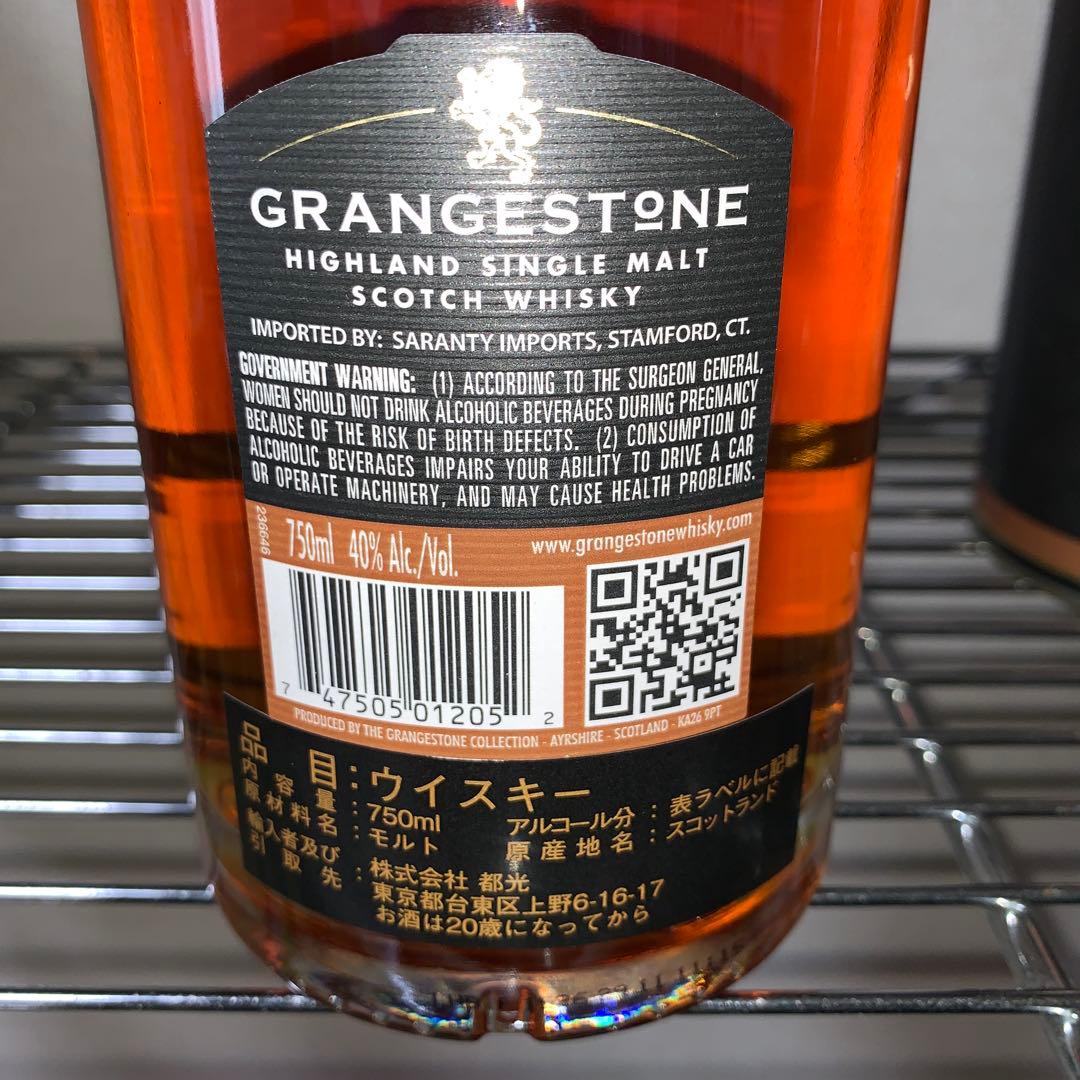 GRANGESTONE
HIGHLAND SINGLE MALT
SCOTCH WHISKY
IMPORTED BY: SARANTY IMPORTS, STAMFORD, CT.
GOVERNMENT WARNING: (1) ACCORDING TO THE SURGEON GENERAL,
WOMEN SHOULD NOT DRINK ALCOHOLIC BEVERAGES DURING PREGNANCY
BECAUSE OF THE RISK OF BIRTH DEFECTS. (2) CONSUMPTION OF
ALCOHOLIC BEVERAGES IMPAIRS YOUR ABILITY TO DRIVE A CAR
OR OPERATE MACHINERY, AND MAY CAUSE HEALTH PROBLEMS.
236646
750ml 40% Alc./Vol.
www.grangestonewhisky.com
7 47505 01205 2
PRODUCED BY THE GRANGESTONE COLLECTION - AYRSHIRE - SCOTLAND - KA26 9PT
品目:ウイスキー
内容量:750ml アルコール分:表ラベルに記載
原材料名:モルト 原産地名:スコットランド
輸入者及び
引取先:株式会社 都光
東京都台東区上野6-16-17
お酒は20歳になってから